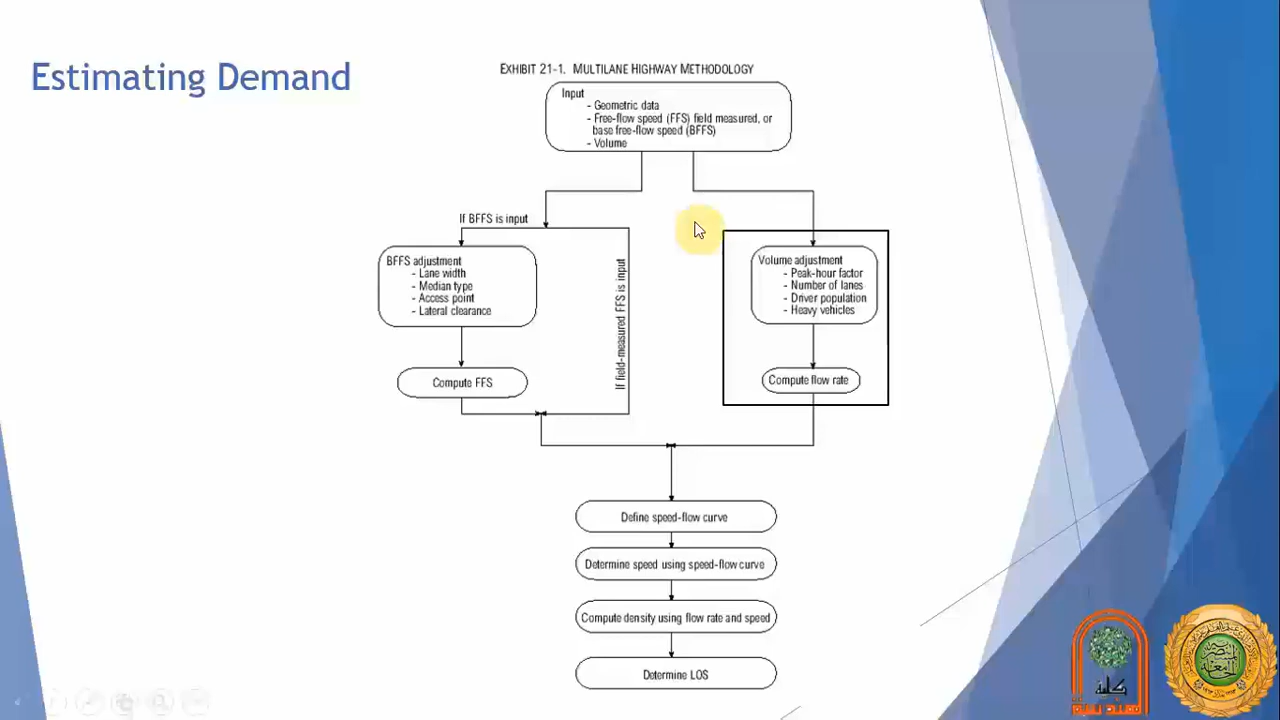 Estimating Demand
EXHIBIT 21-1. MULTILANE HIGHWAY METHODOLOGY
Input
- Geometric data
- Free-flow speed (FFS) field measured, or
base free-flow speed (BFFS)
- Volume
If BFFS is input
BFFS adjustment
- Lane width
- Median type
- Access point
- Lateral clearance
If field-measured FFS is input
Volume adjustment
- Peak-hour factor
- Number of lanes
- Driver population
- Heavy vehicles
Compute FFS
Compute flow rate
Define speed-flow curve
Determine speed using speed-flow curve
Compute density using flow rate and speed
Determine LOS
كلية